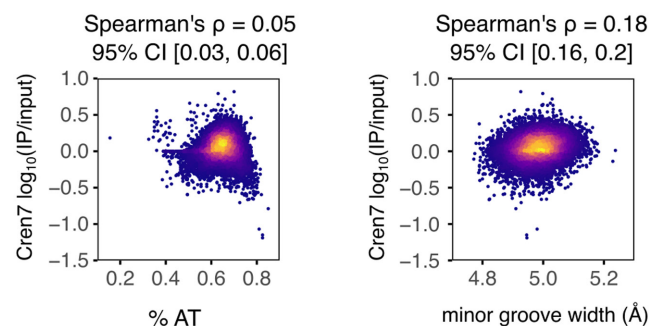 Spearman's ρ = 0.05
95% CI [0.03, 0.06]
Cren7 log₁₀(IP/input)
1.0
0.5
0.0
−0.5
−1.0
−1.5
0.2 0.4 0.6 0.8
% AT
Spearman's ρ = 0.18
95% CI [0.16, 0.2]
Cren7 log₁₀(IP/input)
1.0
0.5
0.0
−0.5
−1.0
−1.5
4.8 5.0 5.2
minor groove width (Å)